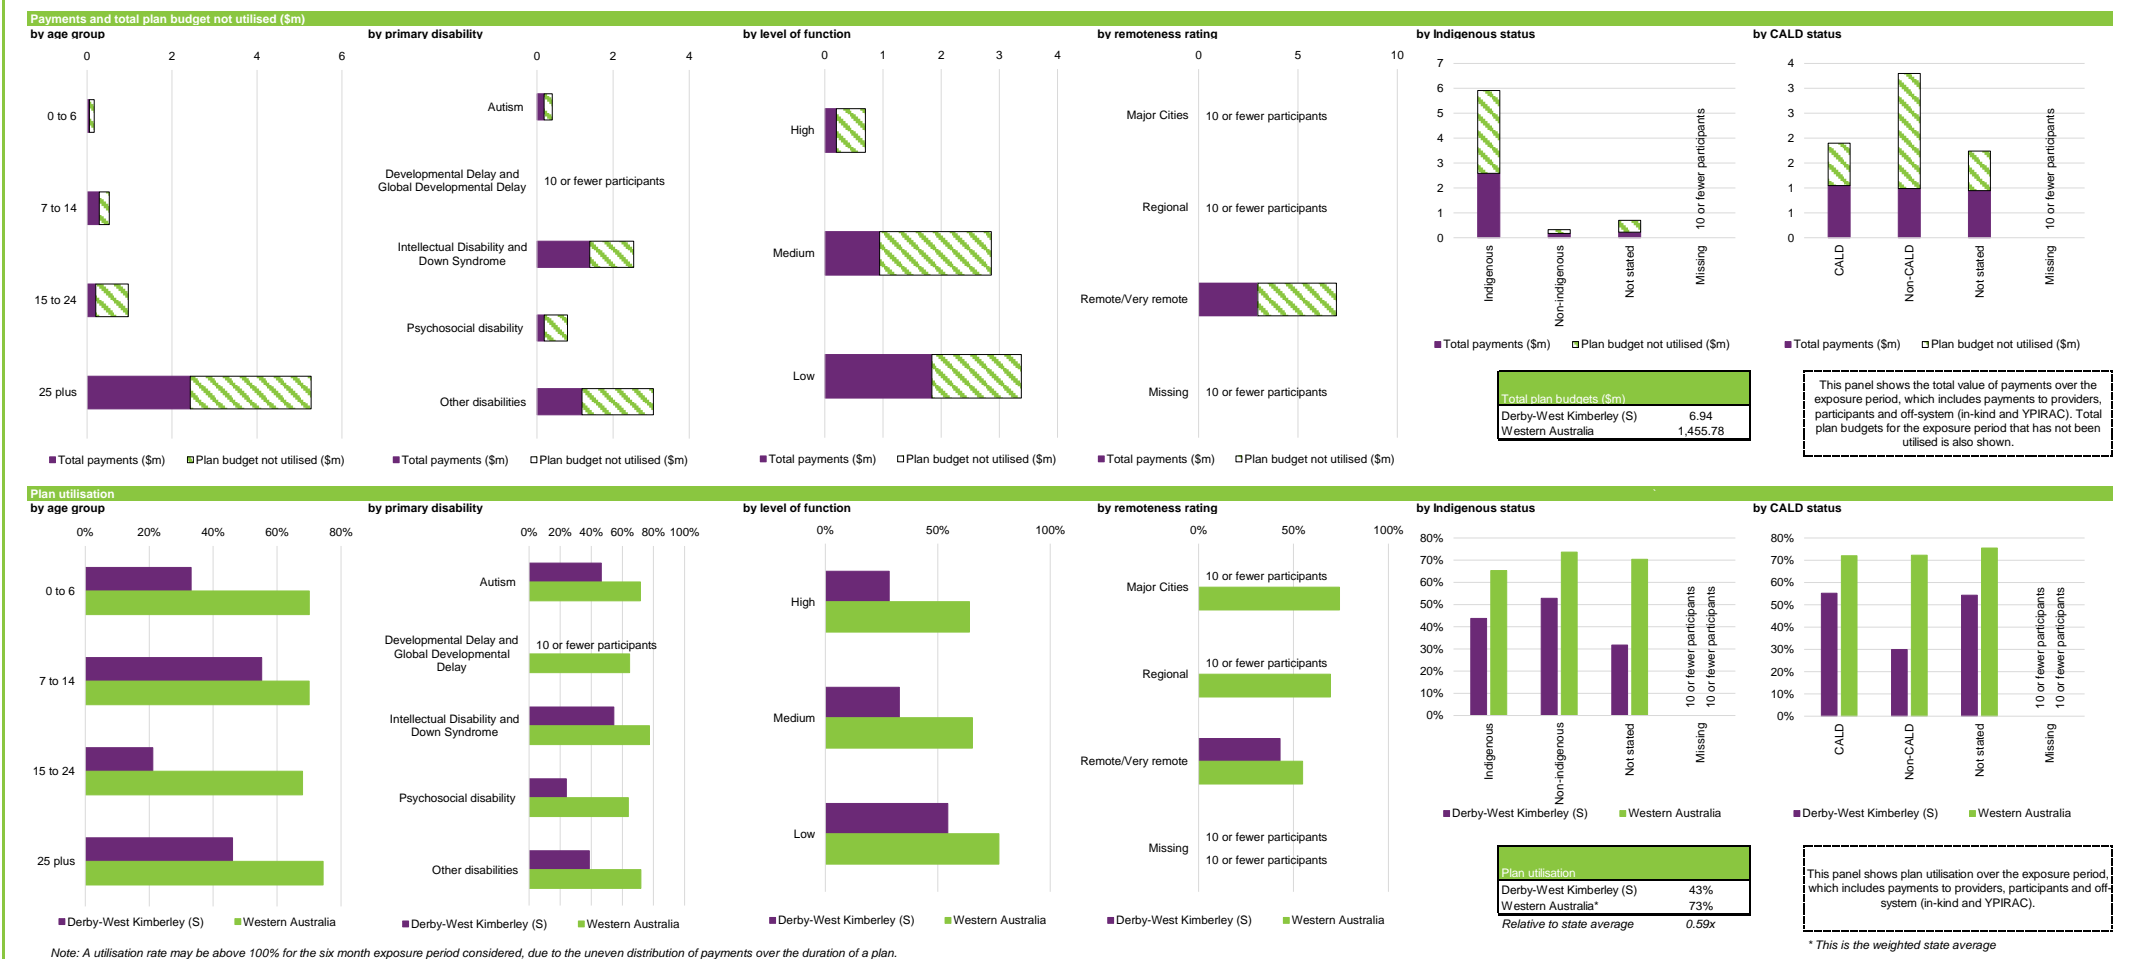 Payments and total plan budget not utilised ($m)
by age group
0 2 4 6
0 to 6
7 to 14
15 to 24
25 plus
Total payments ($m) Plan budget not utilised ($m)
by primary disability
0 2 4
Autism
Developmental Delay and
Global Developmental Delay
10 or fewer participants
Intellectual Disability and
Down Syndrome
Psychosocial disability
Other disabilities
Total payments ($m) Plan budget not utilised ($m)
by level of function
0 1 2 3 4
High
Medium
Low
Total payments ($m) Plan budget not utilised ($m)
by remoteness rating
0 5 10
Major Cities 10 or fewer participants
Regional 10 or fewer participants
Remote/Very remote
Missing 10 or fewer participants
Total payments ($m) Plan budget not utilised ($m)
by Indigenous status
7
6
5
4
3
2
1
0
10 or fewer participants
Indigenous
Non-indigenous
Not stated
Missing
Total payments ($m) Plan budget not utilised ($m)
Total plan budgets ($m)
Derby-West Kimberley (S) 6.94
Western Australia 1,455.78
by CALD status
4
3
3
2
2
1
1
0
10 or fewer participants
CALD
Non-CALD
Not stated
Missing
Total payments ($m) Plan budget not utilised ($m)
This panel shows the total value of payments over the
exposure period, which includes payments to providers,
participants and off-system (in-kind and YPIRAC). Total
plan budgets for the exposure period that has not been
utilised is also shown.
Plan utilisation
by age group
0% 20% 40% 60% 80%
0 to 6
7 to 14
15 to 24
25 plus
Derby-West Kimberley (S) Western Australia
by primary disability
0% 20% 40% 60% 80% 100%
Autism
Developmental Delay and
Global Developmental
Delay
10 or fewer participants
Intellectual Disability and
Down Syndrome
Psychosocial disability
Other disabilities
Derby-West Kimberley (S) Western Australia
by level of function
0% 50% 100%
High
Medium
Low
Derby-West Kimberley (S) Western Australia
by remoteness rating
0% 50% 100%
Major Cities 10 or fewer participants
Regional 10 or fewer participants
Remote/Very remote
Missing 10 or fewer participants
10 or fewer participants
Derby-West Kimberley (S) Western Australia
by Indigenous status
80%
70%
60%
50%
40%
30%
20%
10%
0%
10 or fewer participants
10 or fewer participants
Indigenous
Non-indigenous
Not stated
Missing
Derby-West Kimberley (S) Western Australia
Plan utilisation
Derby-West Kimberley (S) 43%
Western Australia* 73%
Relative to state average 0.59x
by CALD status
80%
70%
60%
50%
40%
30%
20%
10%
0%
10 or fewer participants
10 or fewer participants
CALD
Non-CALD
Not stated
Missing
Derby-West Kimberley (S) Western Australia
This panel shows plan utilisation over the exposure period,
which includes payments to providers, participants and off-
system (in-kind and YPIRAC).
* This is the weighted state average
Note: A utilisation rate may be above 100% for the six month exposure period considered, due to the uneven distribution of payments over the duration of a plan.